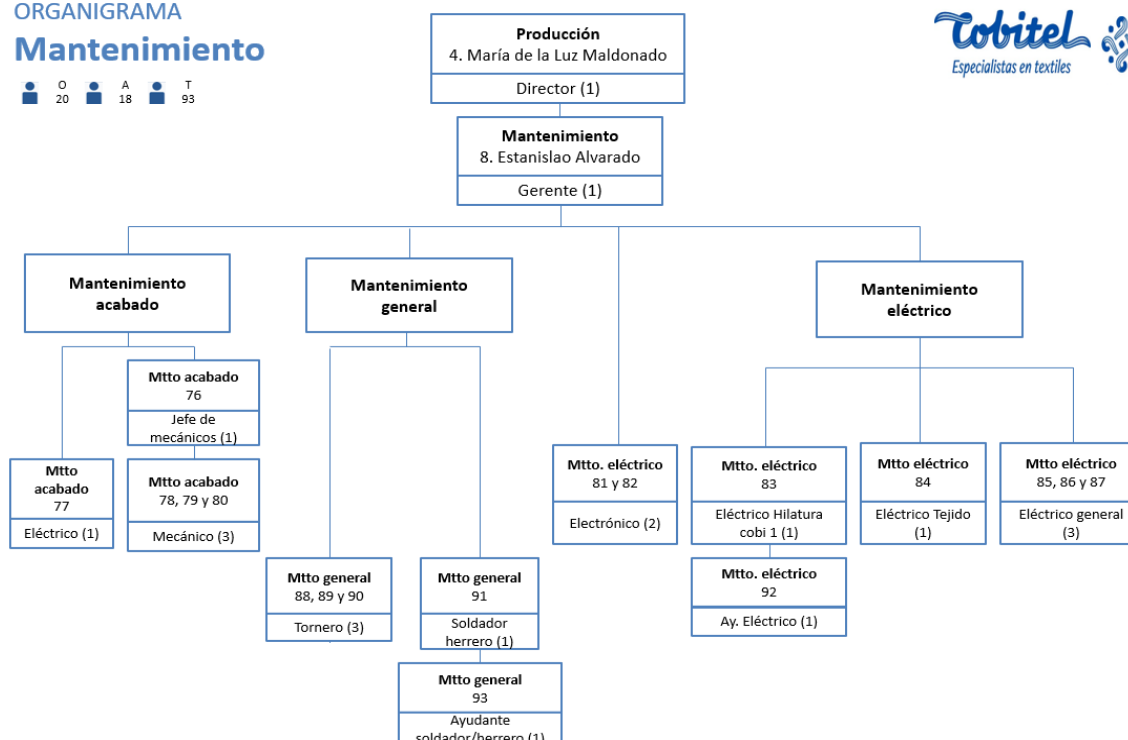 ORGANIGRAMA
Mantenimiento
O
20
A
18
T
93
Producción
4. María de la Luz Maldonado
Director (1)
Cobitel
Especialistas en textiles
Mantenimiento
8. Estanislao Alvarado
Gerente (1)
Mantenimiento
acabado
Mantenimiento
general
Mantenimiento
eléctrico
Mtto acabado
76
Jefe de
mecánicos (1)
Mtto
acabado
77
Eléctrico (1)
Mtto acabado
78, 79 y 80
Mecánico (3)
Mtto. eléctrico
81 y 82
Electrónico (2)
Mtto. eléctrico
83
Eléctrico Hilatura
cobi 1 (1)
Mtto eléctrico
84
Eléctrico Tejido
(1)
Mtto eléctrico
85, 86 y 87
Eléctrico general
(3)
Mtto general
88, 89 y 90
Tornero (3)
Mtto general
91
Soldador
herrero (1)
Mtto. eléctrico
92
Ay. Eléctrico (1)
Mtto general
93
Ayudante
soldador/herrero (1)